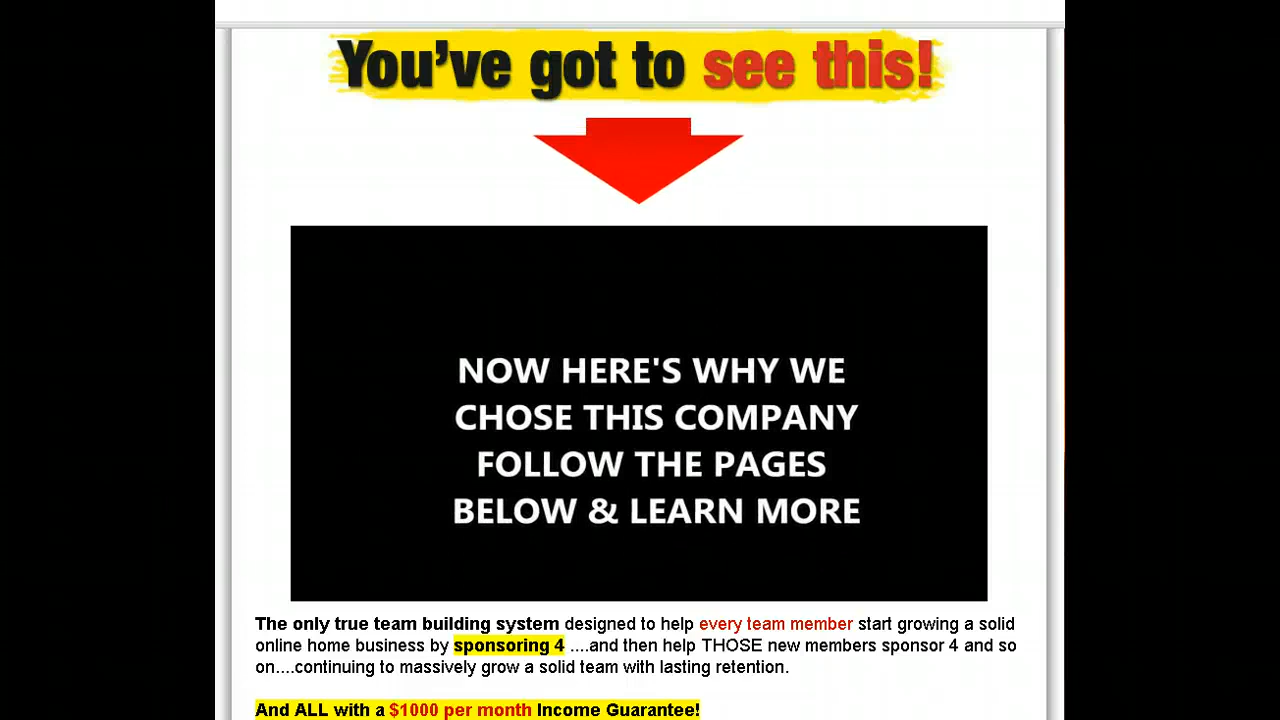 You've got to see this!
NOW HERE'S WHY WE
CHOSE THIS COMPANY
FOLLOW THE PAGES
BELOW & LEARN MORE
The only true team building system designed to help every team member start growing a solid
online home business by sponsoring 4 ....and then help THOSE new members sponsor 4 and so
on....continuing to massively grow a solid team with lasting retention.
And ALL with a $1000 per month Income Guarantee!